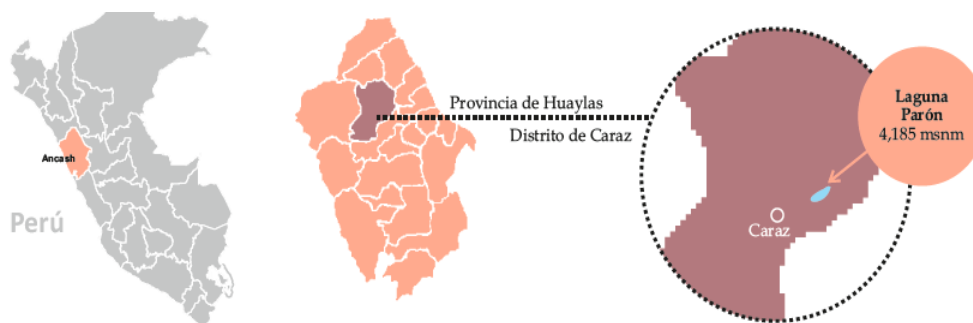 Ancash
Perú
Provincia de Huaylas
Distrito de Caraz
Laguna
Parón
4,185 msnm
Caraz